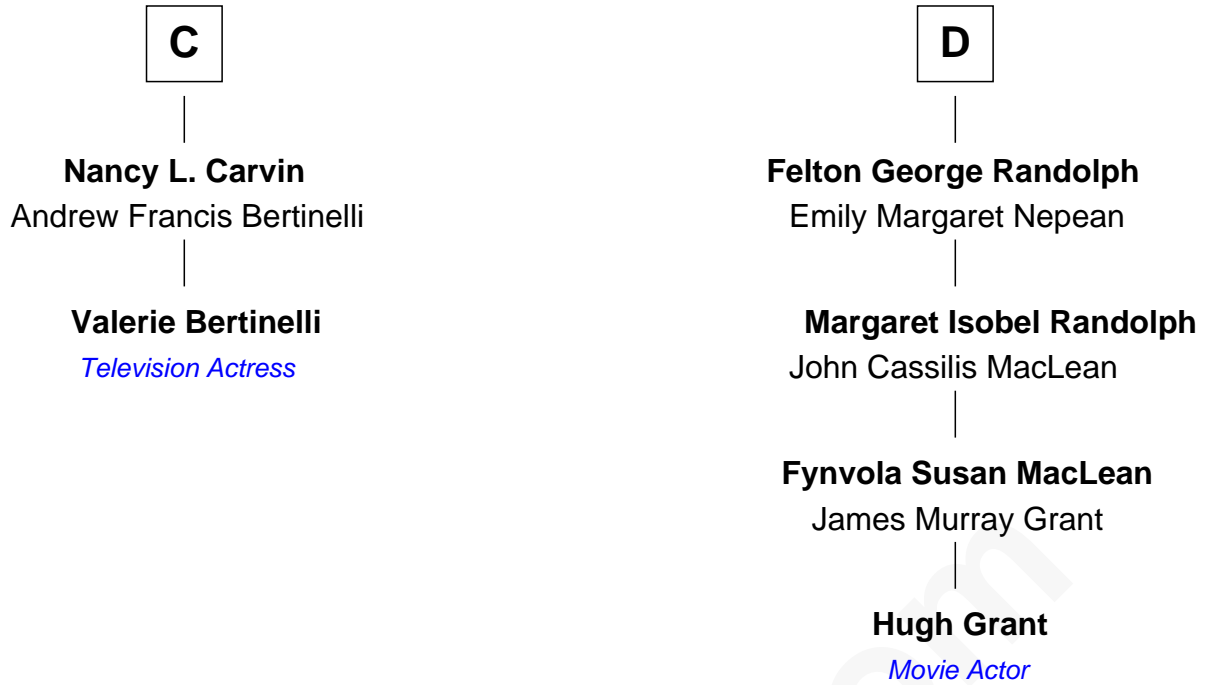 C
Nancy L. Carvin
Andrew Francis Bertinelli
Valerie Bertinelli
Television Actress
D
Felton George Randolph
Emily Margaret Nepean
Margaret Isobel Randolph
John Cassilis MacLean
Fynvola Susan MacLean
James Murray Grant
Hugh Grant
Movie Actor